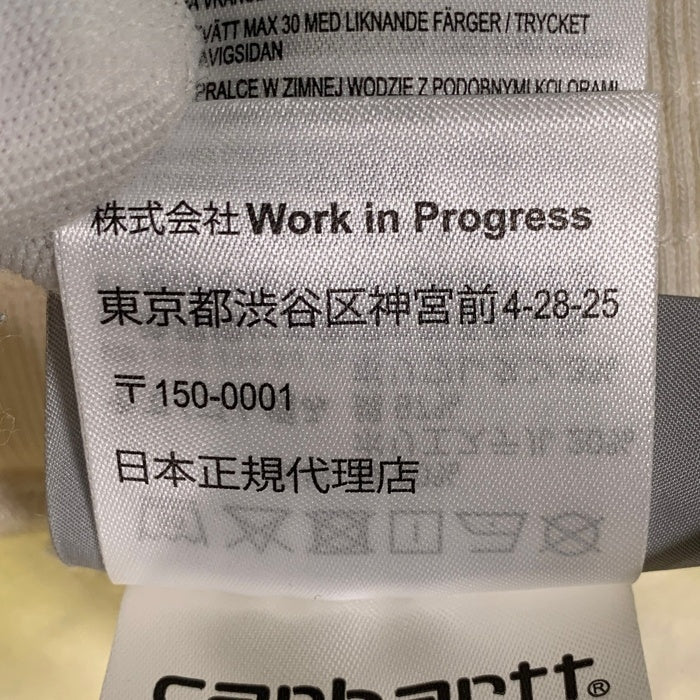 VÄTT MAX 30 MED LIKNANDE FÄRGER / TRYCKET
AVIGSIDAN
PRALCE W ZIMNEJ WODZIE Z PODOBNYMI KOLORAMI
株式会社Work in Progress
東京都渋谷区神宮前4-28-25
〒150-0001
日本正規代理店
carhartt®